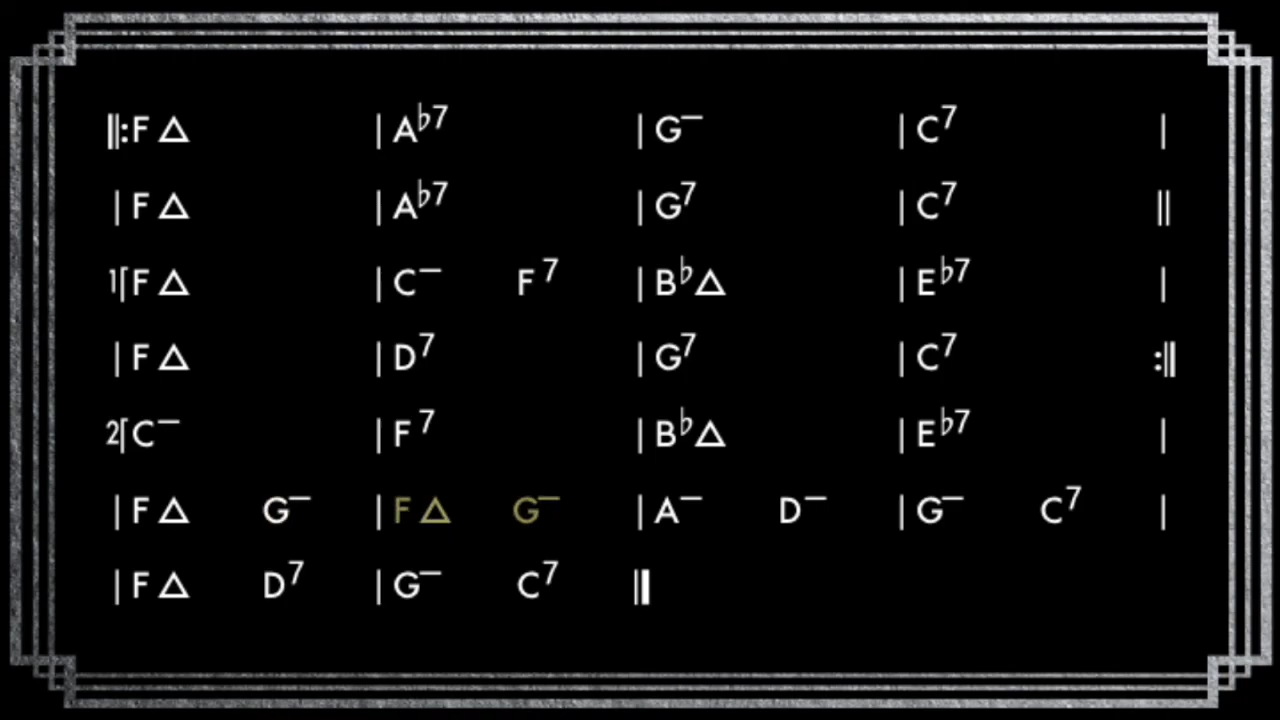 ‖:F △ | A♭7 | G– | C7 |
| F △ | A♭7 | G7 | C7 ‖
1⌈F △ | C– F7 | B♭△ | E♭7 |
| F △ | D7 | G7 | C7 :‖
2⌈C– | F7 | B♭△ | E♭7 |
| F △ G– | F △ G– | A– D– | G– C7 |
| F △ D7 | G– C7 ‖